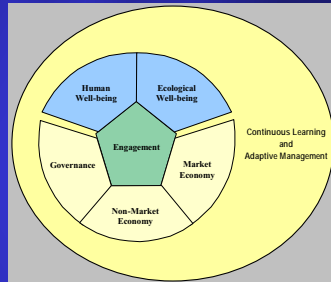 Human
Well-being
Ecological
Well-being
Engagement
Governance
Market
Economy
Non-Market
Economy
Continuous Learning
and
Adaptive Management